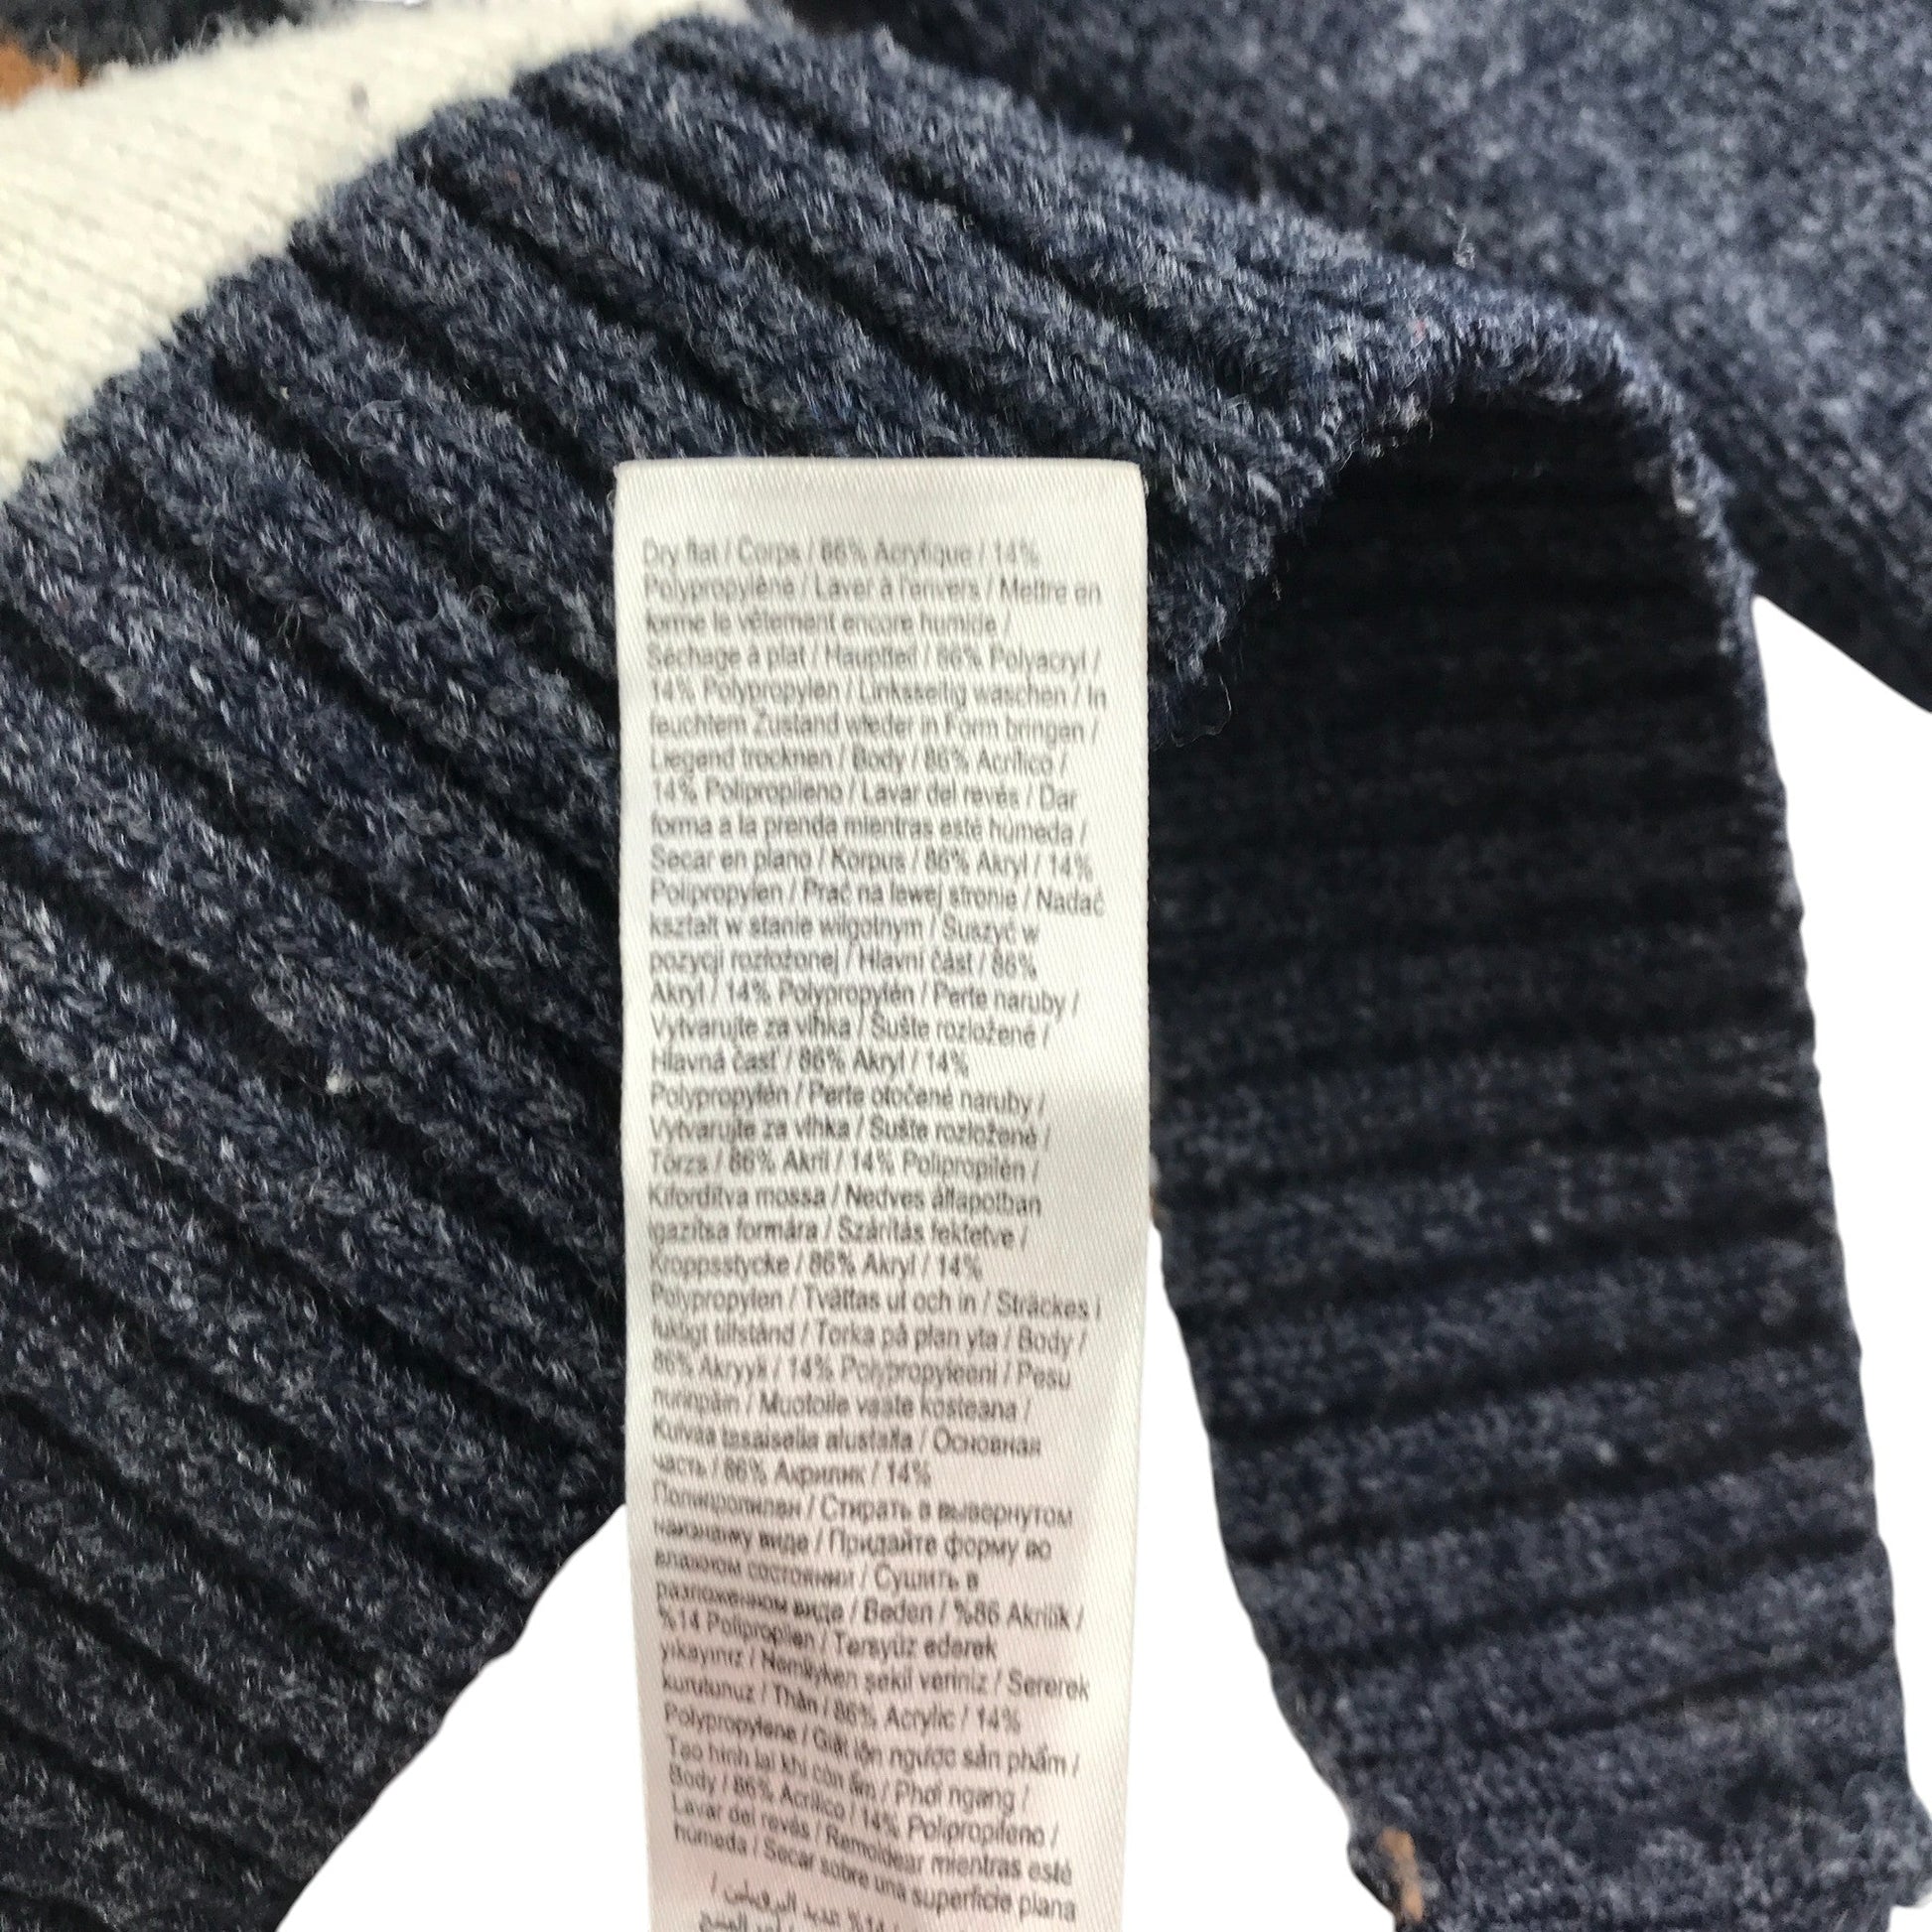 Dry flat / Corps / 86% Acrylique / 14%
Polypropylène / Laver à l'envers / Mettre en
forme le vêtement encore humide /
Séchage à plat / Hauptteil / 86% Polyacryl /
14% Polypropylen / Linksseitig waschen / In
feuchtem Zustand wieder in Form bringen /
Liegend trocknen / Body / 86% Acrílico /
14% Polipropileno / Lavar del revés / Dar
forma a la prenda mientras esté húmeda /
Secar en plano / Korpus / 86% Akryl / 14%
Polipropylen / Prać na lewej stronie / Nadać
kształt w stanie wilgotnym / Suszyć w
pozycji rozłożonej / Hlavní část / 86%
Akryl / 14% Polypropylén / Perte naruby /
Vytvarujte za vlhka / Sušte rozložené /
Hlavná časť / 86% Akryl / 14%
Polypropylén / Perte otočené naruby /
Vytvarujte za vlhka / Sušte rozložené /
Törzs / 86% Akril / 14% Polipropilén /
Kifordítva mossa / Nedves állapotban
igazítsa formára / Szárítás fektetve /
Kroppsstycke / 86% Akryl / 14%
Polypropylen / Tvättas ut och in / Sträckes i
fuktigt tillstånd / Torka på plan yta / Body /
86% Akryyli / 14% Polypropyleeni / Pesu
nurinpäin / Muotoile vaate kosteana /
Kuivaa tasaisella alustalla / Основная
часть / 86% Акрилик / 14%
Полипропилен / Стирать в вывернутом
наизнанку виде / Придайте форму во
влажном состоянии / Сушить в
разложенном виде / Beden / %86 Akrilik /
%14 Polipropilen / Tersyüz ederek
yıkayınız / Nemliyken şekil veriniz / Sererek
kurutunuz / Thân / 86% Acrylic / 14%
Polypropylene / Giặt lộn ngược sản phẩm /
Tạo hình lại khi còn ẩm / Phơi ngang /
Body / 86% Acrílico / 14% Polipropileno /
Lavar del revés / Remoldear mientras esté
húmeda / Secar sobre una superficie plana